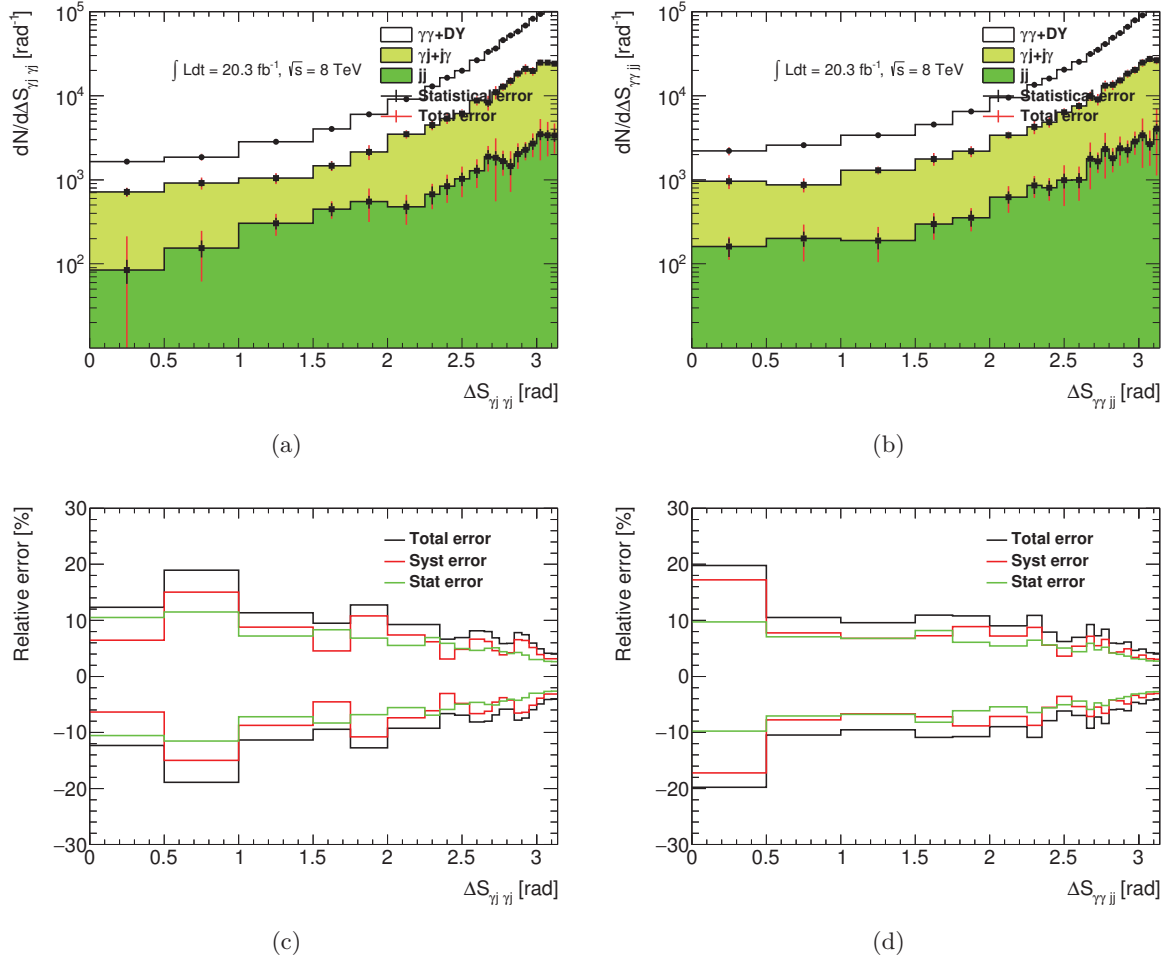 dN/dΔS_γj γj [rad⁻¹]
10⁵
10⁴
10³
10²
γγ+DY
γj+jγ
jj
Statistical error
Total error
∫ Ldt = 20.3 fb⁻¹, √s = 8 TeV
0 0.5 1 1.5 2 2.5 3
ΔS_γj γj [rad]
(a)
dN/dΔS_γγ jj [rad⁻¹]
10⁵
10⁴
10³
10²
γγ+DY
γj+jγ
jj
Statistical error
Total error
∫ Ldt = 20.3 fb⁻¹, √s = 8 TeV
0 0.5 1 1.5 2 2.5 3
ΔS_γγ jj [rad]
(b)
Relative error [%]
30
20
10
0
−10
−20
−30
Total error
Syst error
Stat error
0 0.5 1 1.5 2 2.5 3
ΔS_γj γj [rad]
(c)
Relative error [%]
30
20
10
0
−10
−20
−30
Total error
Syst error
Stat error
0 0.5 1 1.5 2 2.5 3
ΔS_γγ jj [rad]
(d)